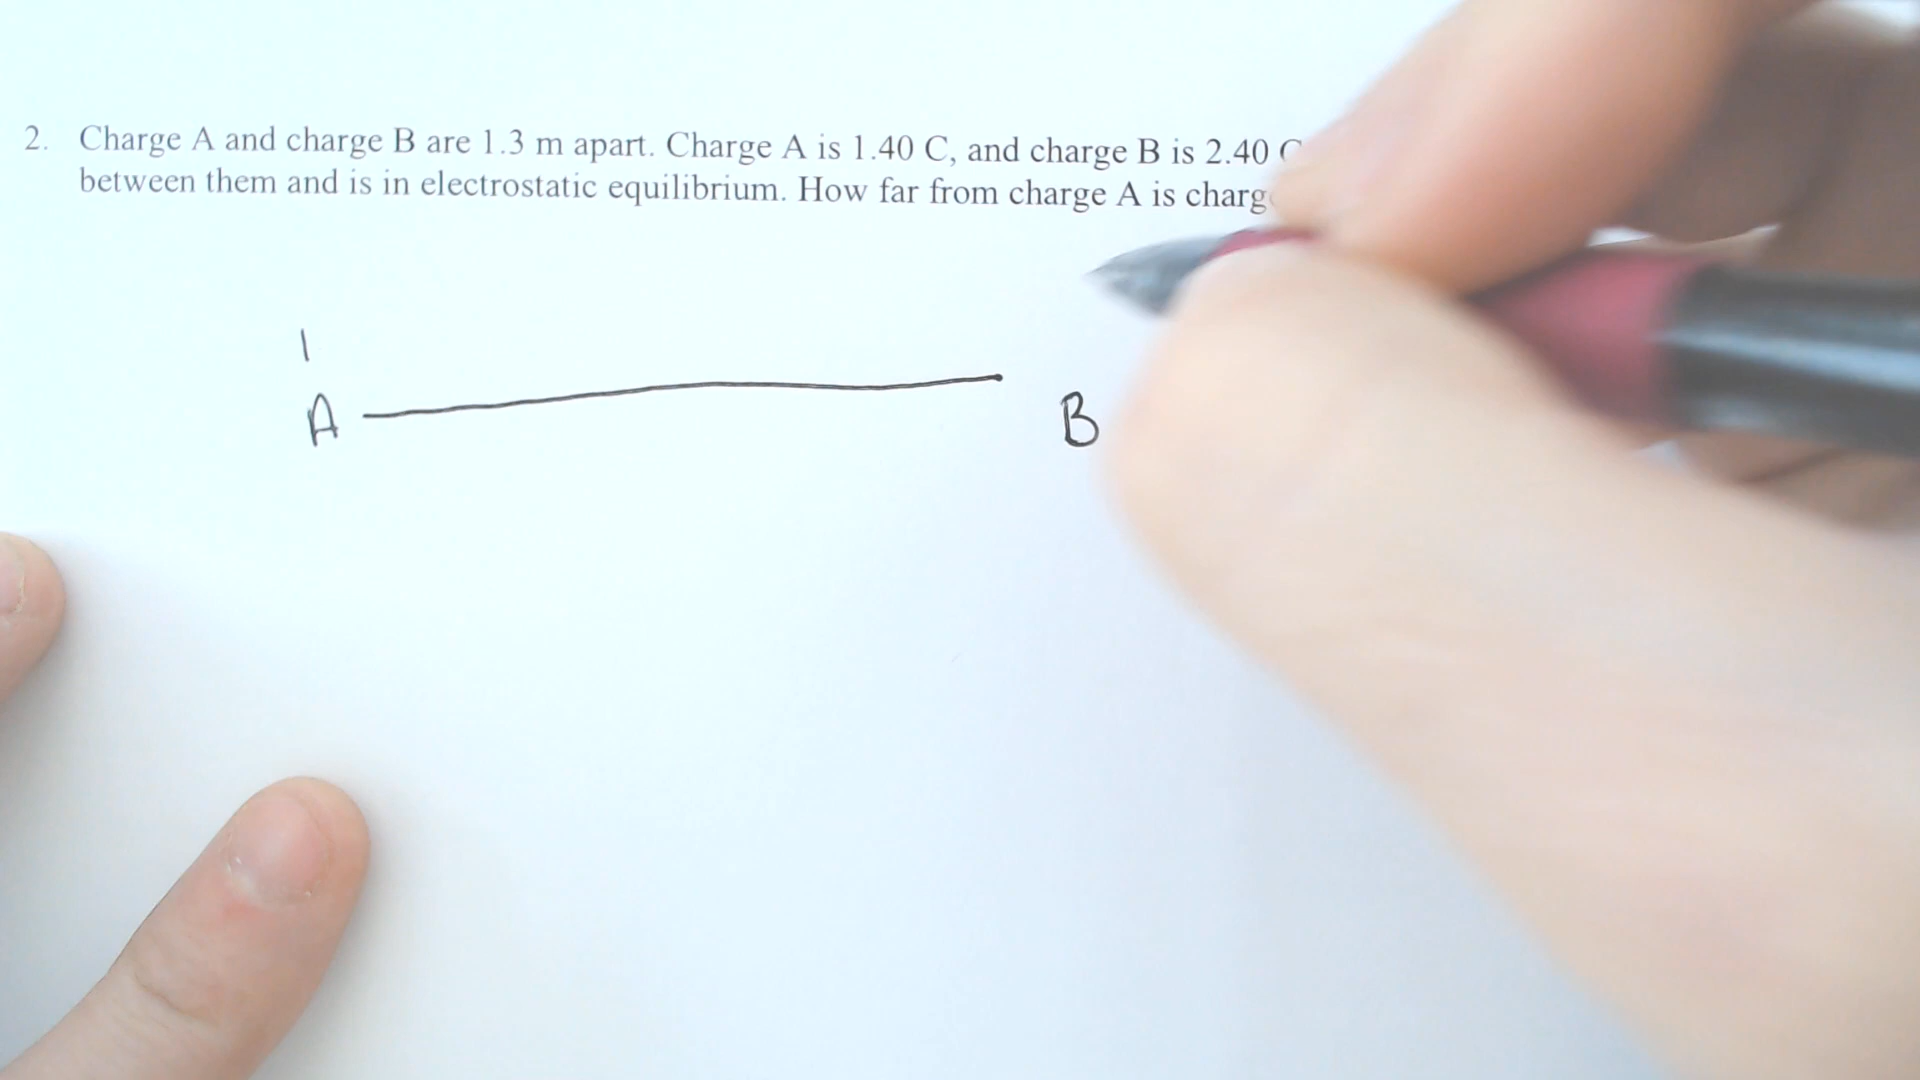 2. Charge A and charge B are 1.3 m apart. Charge A is 1.40 C, and charge B is 2.40
between them and is in electrostatic equilibrium. How far from charge A is
1
A B